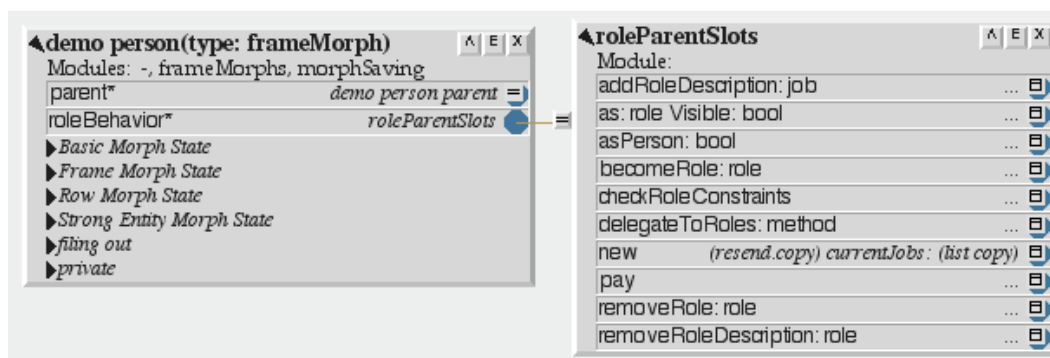 demo person(type: frameMorph) ʌ E X
Modules: -, frameMorphs, morphSaving
parent* demo person parent =
roleBehavior* roleParentSlots =
Basic Morph State
Frame Morph State
Row Morph State
Strong Entity Morph State
filing out
private
roleParentSlots ʌ E X
Module:
addRoleDescription: job ...
as: role Visible: bool ...
asPerson: bool ...
becomeRole: role ...
checkRoleConstraints ...
delegateToRoles: method ...
new (resend.copy) currentJobs: (list copy)
pay ...
removeRole: role ...
removeRoleDescription: role ...